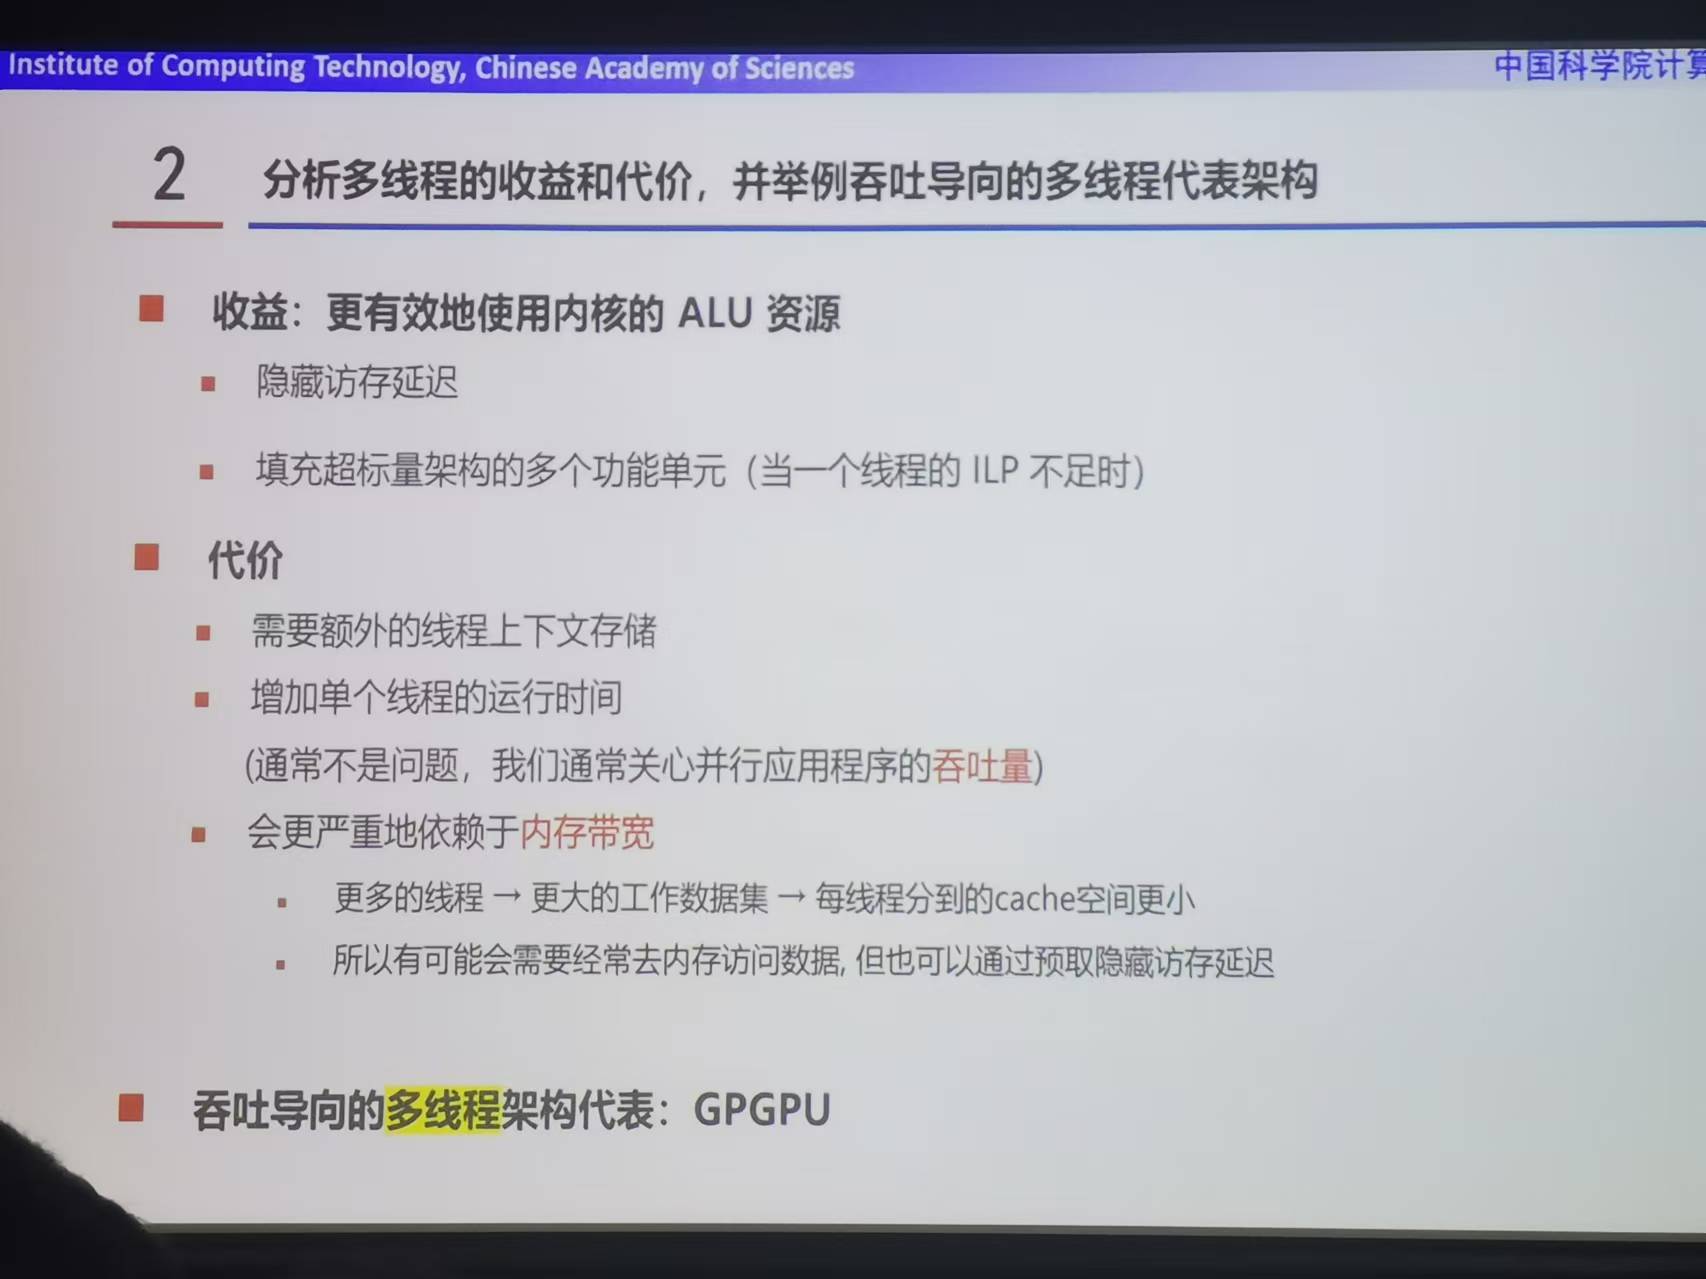 Institute of Computing Technology, Chinese Academy of Sciences
中国科学院计算
2
分析多线程的收益和代价，并举例吞吐导向的多线程代表架构
收益：更有效地使用内核的 ALU 资源
隐藏访存延迟
填充超标量架构的多个功能单元（当一个线程的 ILP 不足时）
代价
需要额外的线程上下文存储
增加单个线程的运行时间
(通常不是问题，我们通常关心并行应用程序的吞吐量)
会更严重地依赖于内存带宽
更多的线程 → 更大的工作数据集 → 每线程分到的cache空间更小
所以有可能会需要经常去内存访问数据, 但也可以通过预取隐藏访存延迟
吞吐导向的多线程架构代表：GPGPU